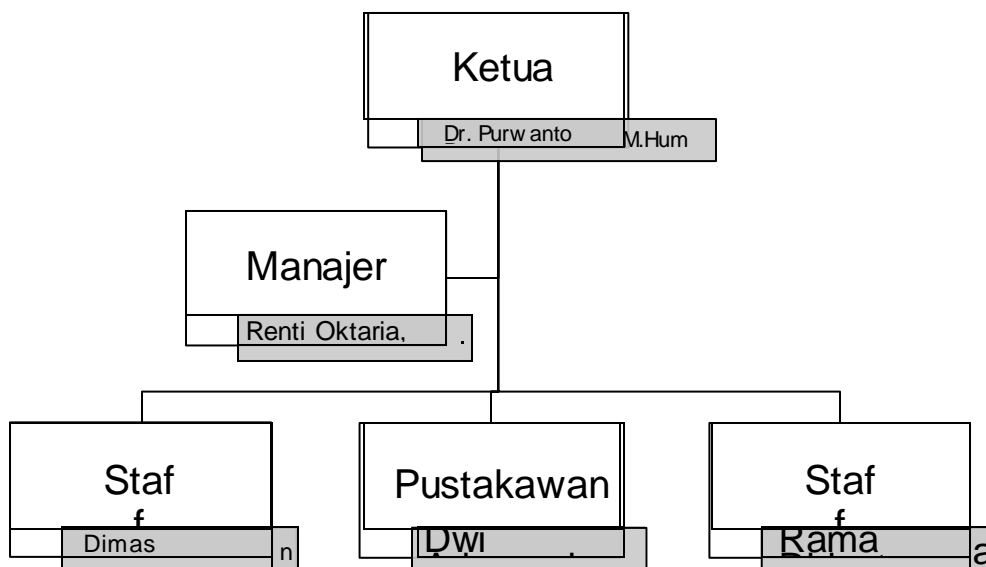 Ketua
Dr. Purwanto M.Hum
Manajer
Renti Oktaria, .
Staf
f
Pustakawan
Staf
f
Dimas n
Dwi
Rama a